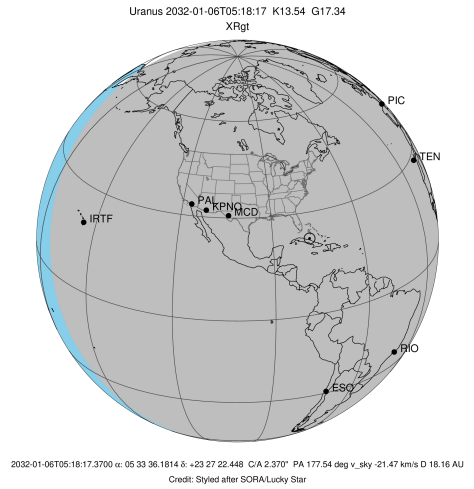 Uranus 2032-01-06T05:18:17 K13.54 G17.34
XRgt
PIC
TEN
PAL
KPNO
MCD
IRTF
RIO
ESO
2032-01-06T05:18:17.3700 α: 05 33 36.1814 δ: +23 27 22.448 C/A 2.370" PA 177.54 deg v_sky -21.47 km/s D 18.16 AU
Credit: Styled after SORA/Lucky Star